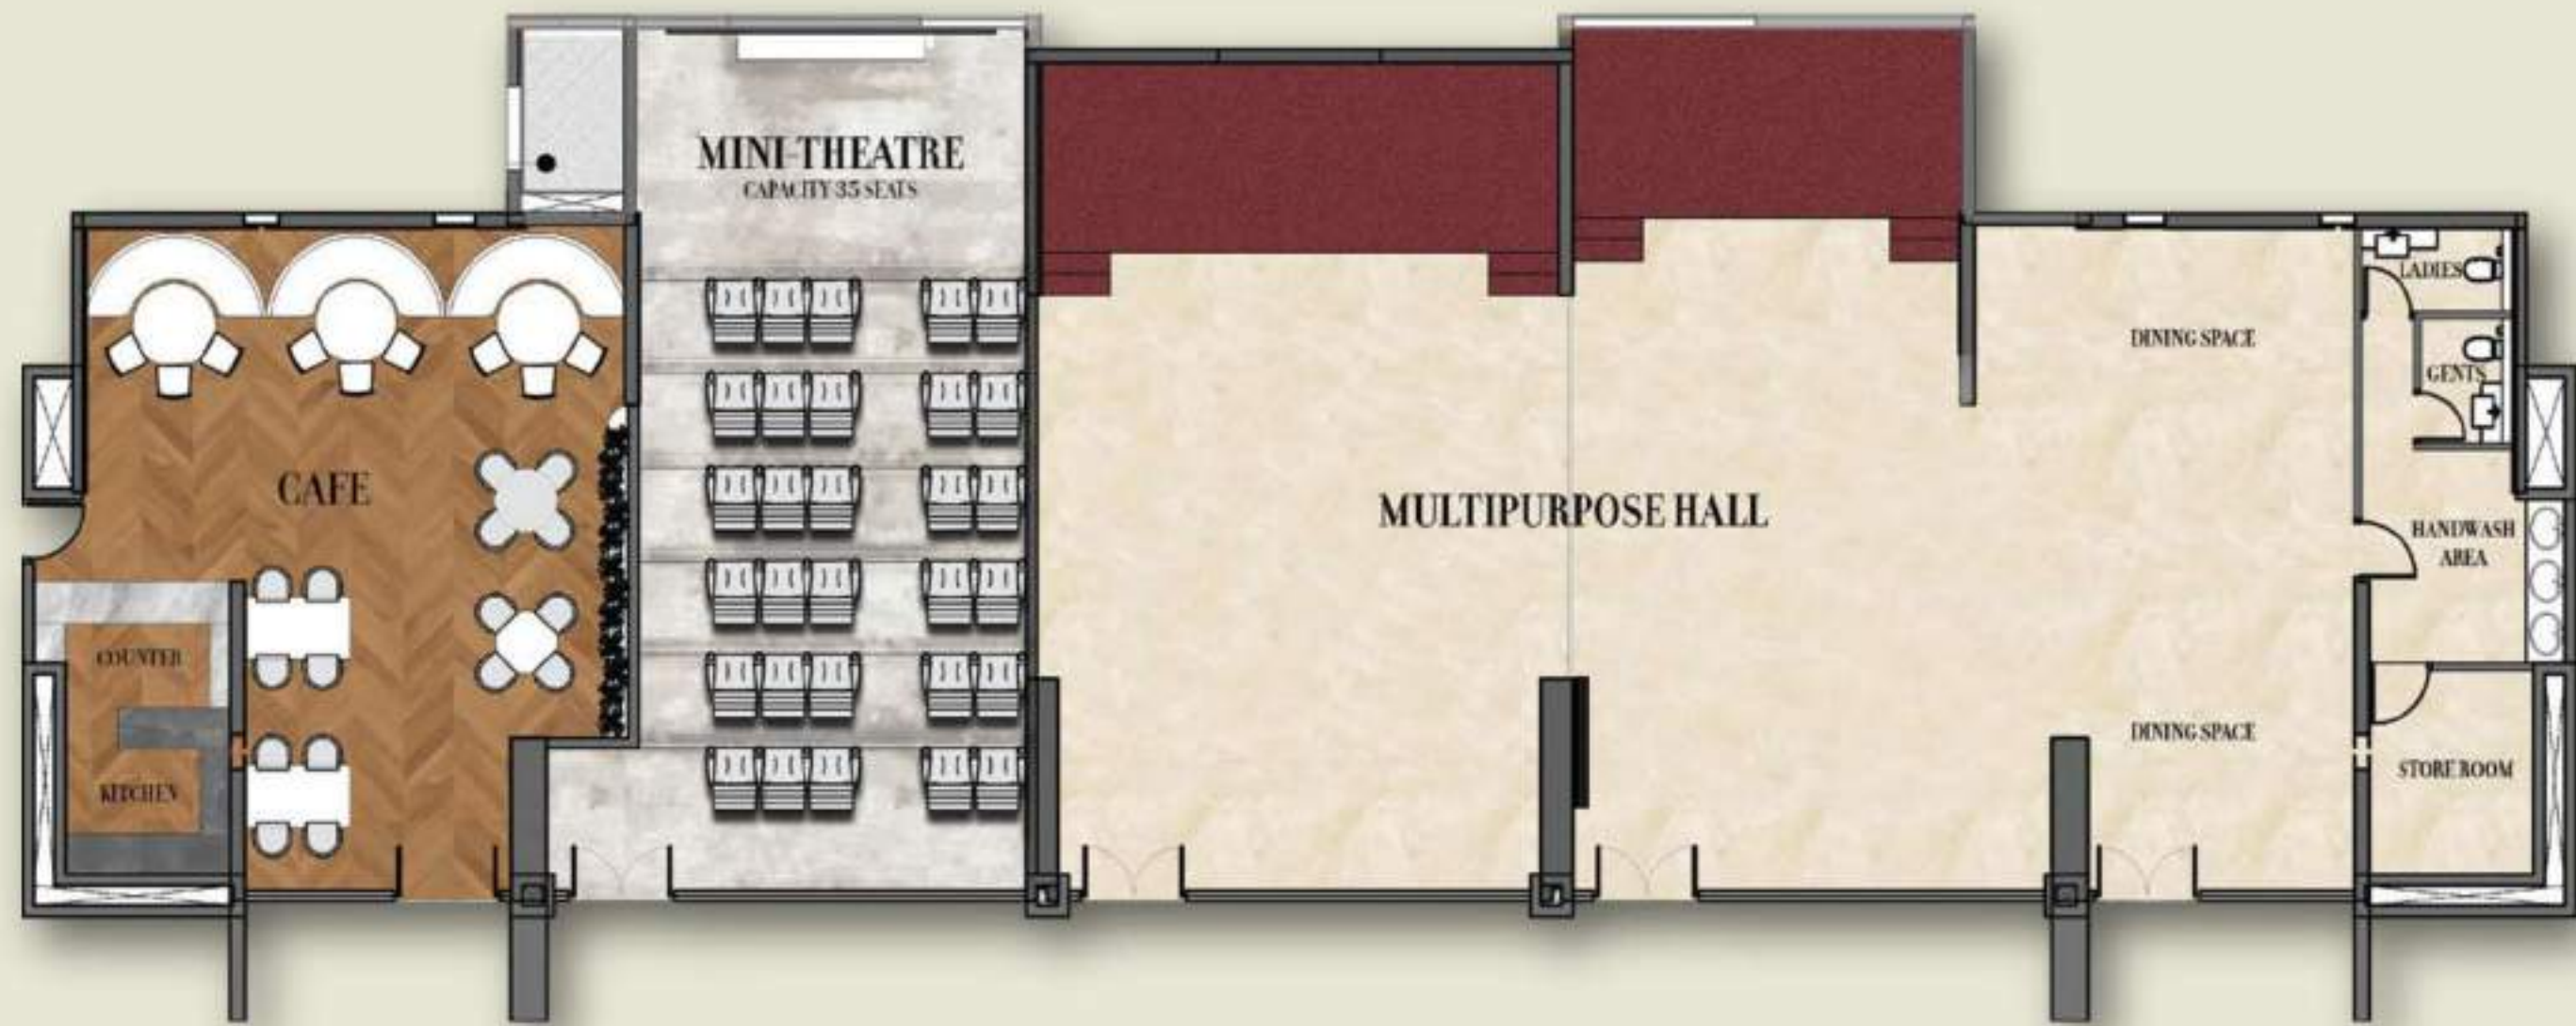 MINI-THEATRE
CAPACITY 35 SEATS
CAFE
COUNTER
KITCHEN
MULTIPURPOSE HALL
DINING SPACE
DINING SPACE
LADIES
GENTS
HANDWASH
AREA
STORE ROOM